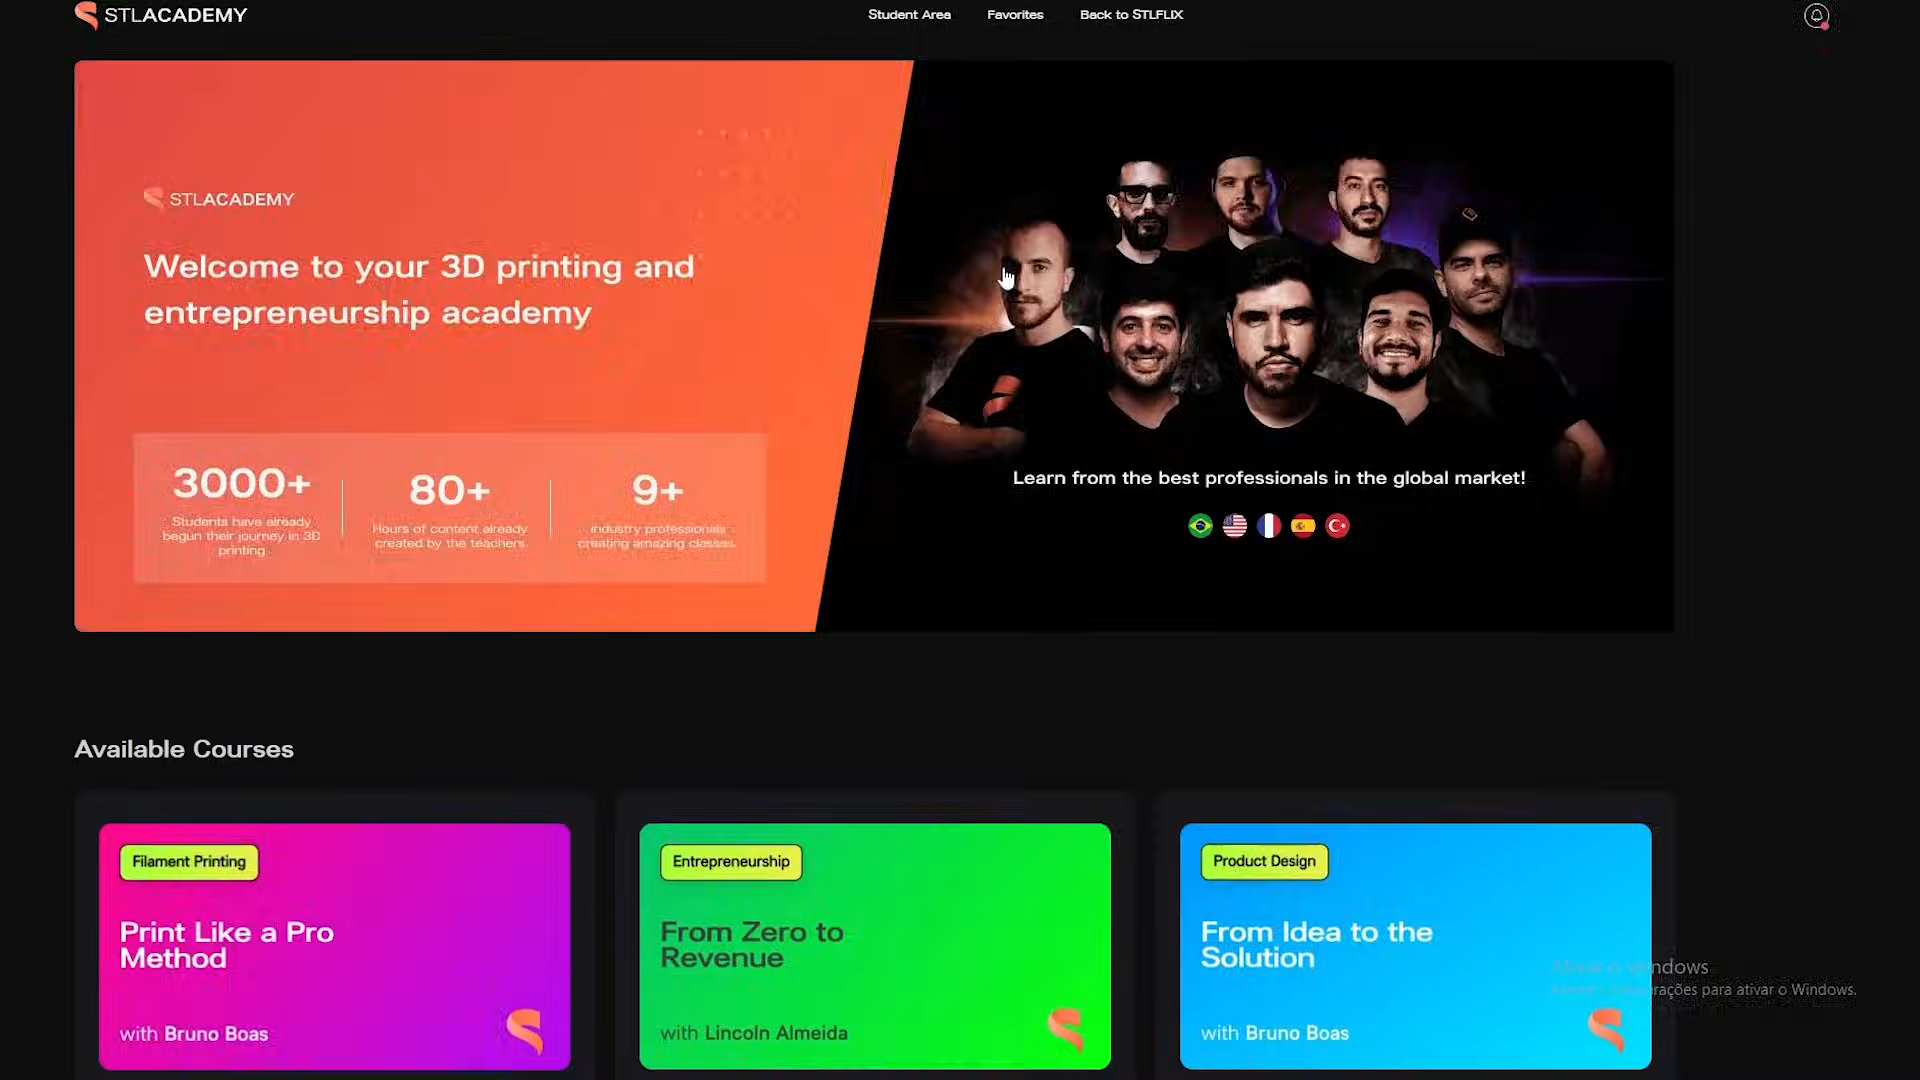 STLACADEMY
Student Area
Favorites
Back to STLFLIX
STLACADEMY
Welcome to your 3D printing and
entrepreneurship academy
3000+
Students have already
begun their journey in 3D
printing
80+
Hours of content already
created by the teachers
9+
industry professionals
creating amazing classes
Learn from the best professionals in the global market!
Available Courses
Filament Printing
Print Like a Pro
Method
with Bruno Boas
Entrepreneurship
From Zero to
Revenue
with Lincoln Almeida
Product Design
From Idea to the
Solution
with Bruno Boas
Windows
para ativar o Windows.